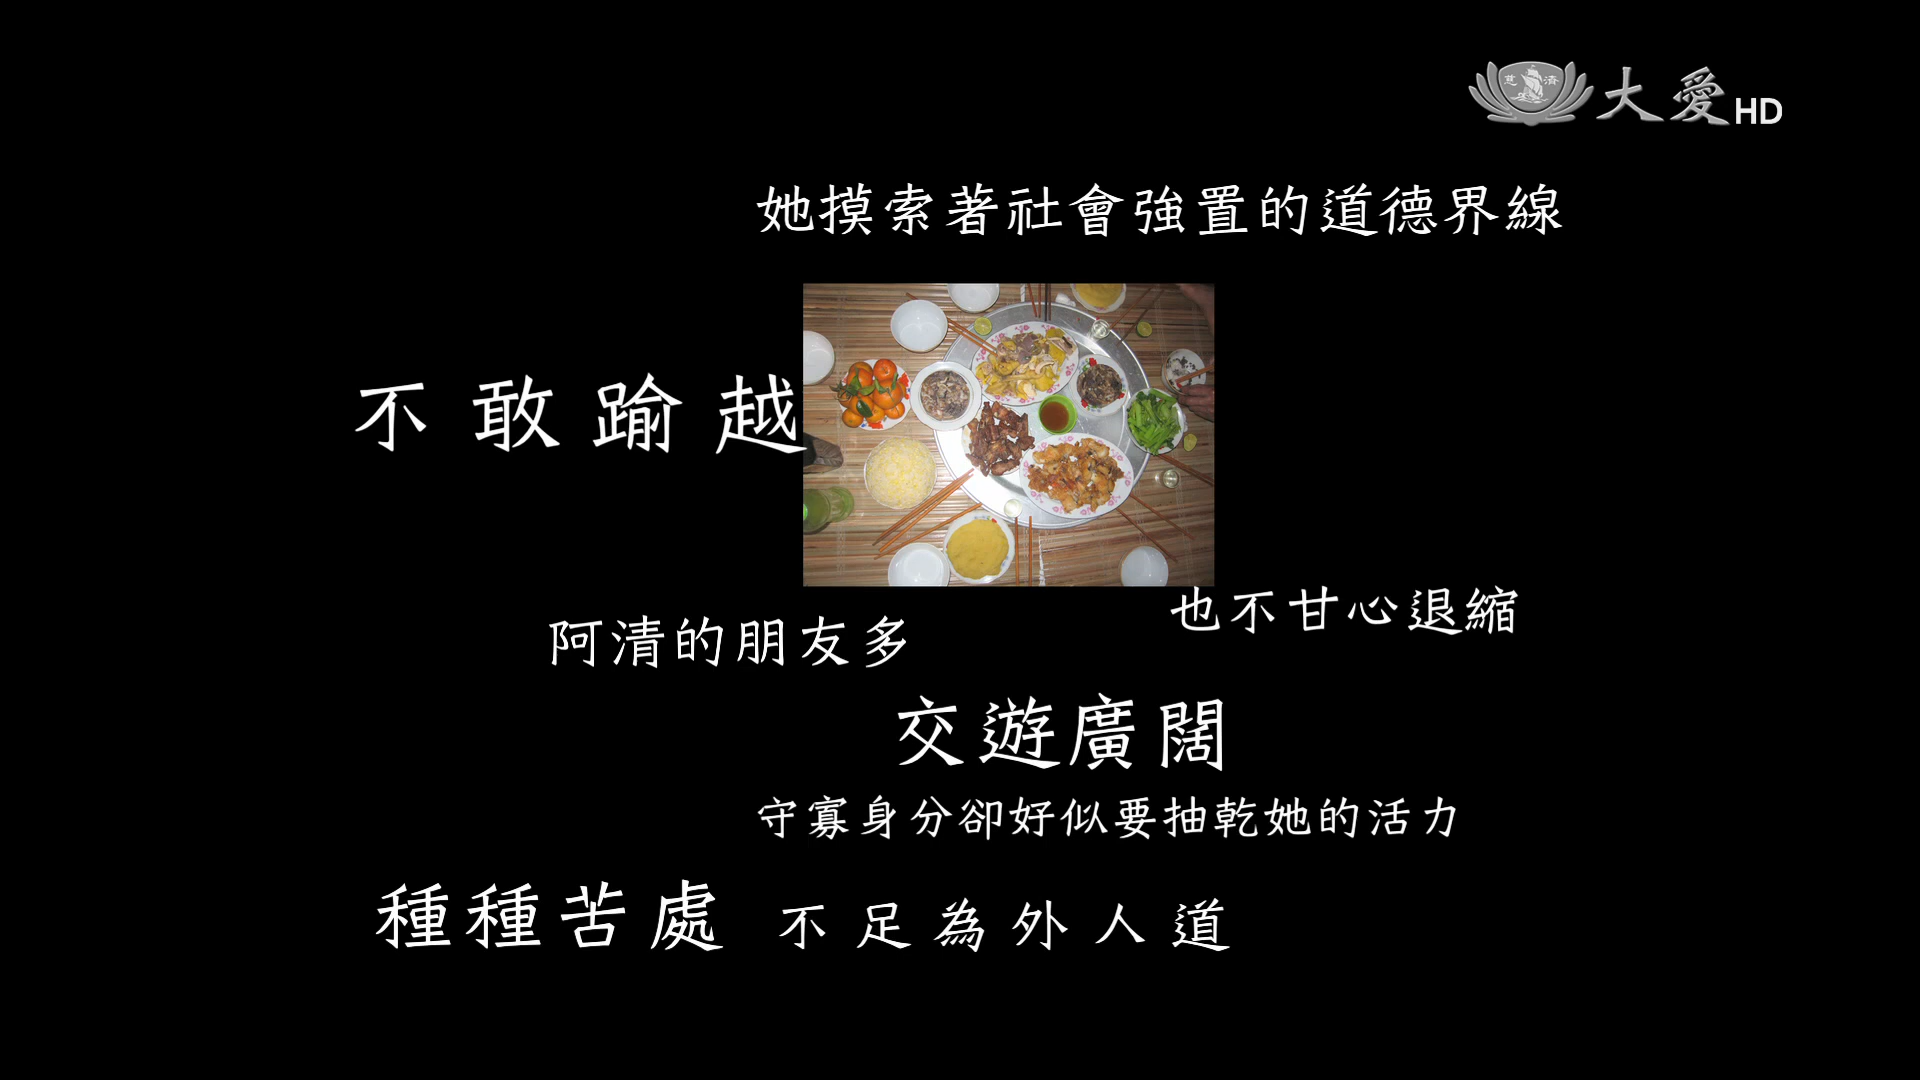 慈濟
大愛HD
她摸索著社會強置的道德界線
不敢踰越
也不甘心退縮
阿清的朋友多
交遊廣闊
守寡身分卻好似要抽乾她的活力
種種苦處 不足為外人道